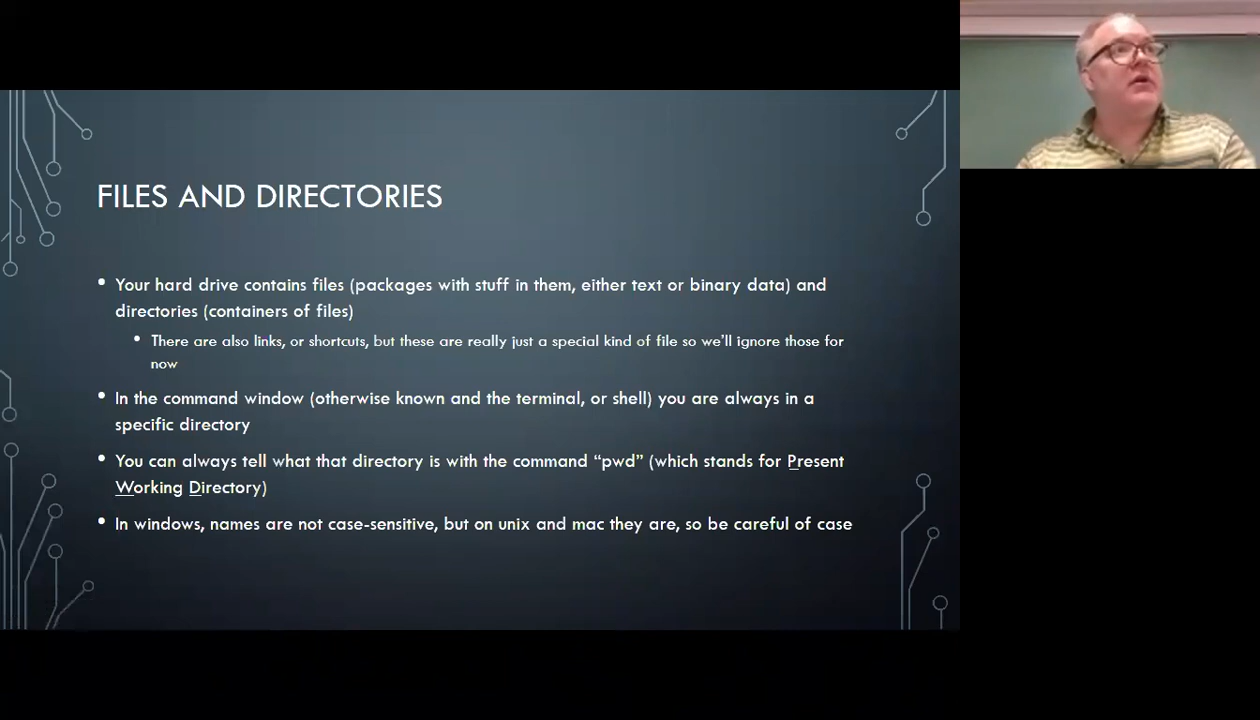 FILES AND DIRECTORIES
• Your hard drive contains files (packages with stuff in them, either text or binary data) and
directories (containers of files)
• There are also links, or shortcuts, but these are really just a special kind of file so we'll ignore those for
now
• In the command window (otherwise known and the terminal, or shell) you are always in a
specific directory
• You can always tell what that directory is with the command “pwd” (which stands for Present
Working Directory)
• In windows, names are not case-sensitive, but on unix and mac they are, so be careful of case